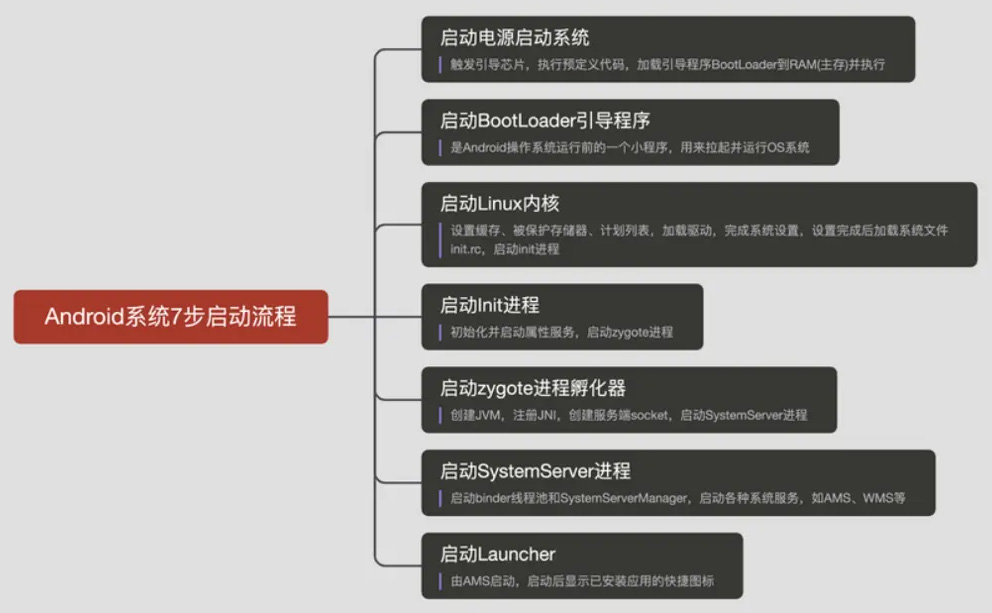 启动电源启动系统
触发引导芯片，执行预定义代码，加载引导程序BootLoader到RAM(主存)并执行
启动BootLoader引导程序
是Android操作系统运行前的一个小程序，用来拉起并运行OS系统
启动Linux内核
设置缓存、被保护存储器、计划列表，加载驱动，完成系统设置，设置完成后加载系统文件
init.rc，启动init进程
Android系统7步启动流程
启动Init进程
初始化并启动属性服务，启动zygote进程
启动zygote进程孵化器
创建JVM，注册JNI，创建服务端socket，启动SystemServer进程
启动SystemServer进程
启动binder线程池和SystemServerManager，启动各种系统服务，如AMS、WMS等
启动Launcher
由AMS启动，启动后显示已安装应用的快捷图标